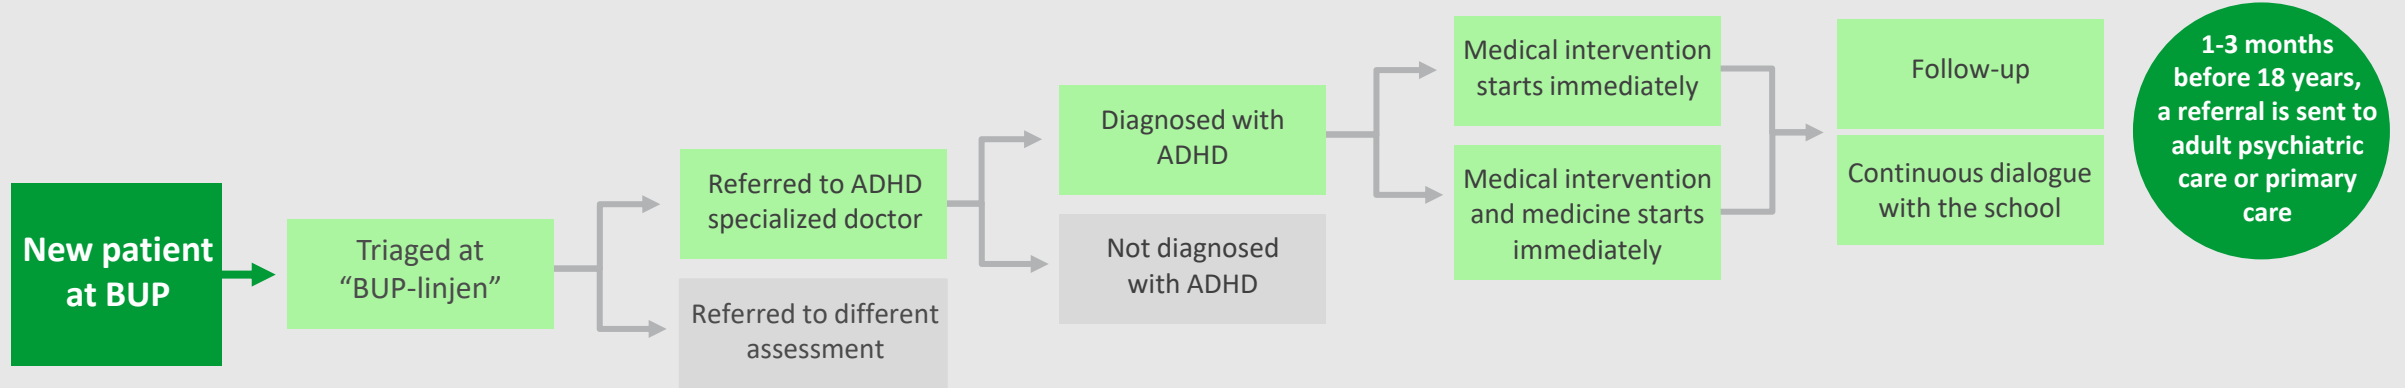 New patient
at BUP
Triaged at
“BUP-linjen”
Referred to ADHD
specialized doctor
Referred to different
assessment
Diagnosed with
ADHD
Not diagnosed
with ADHD
Medical intervention
starts immediately
Medical intervention
and medicine starts
immediately
Follow-up
Continuous dialogue
with the school
1-3 months
before 18 years,
a referral is sent to
adult psychiatric
care or primary
care